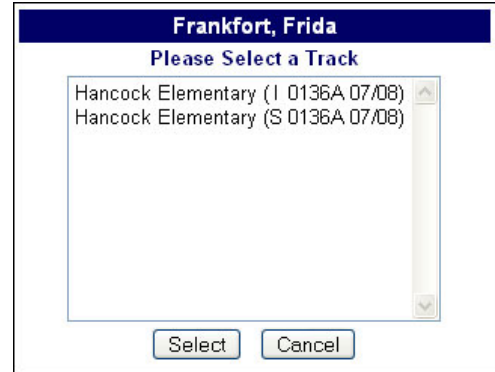 Frankfort, Frida
Please Select a Track
Hancock Elementary ( I 0136A 07/08)
Hancock Elementary (S 0136A 07/08)
Select Cancel